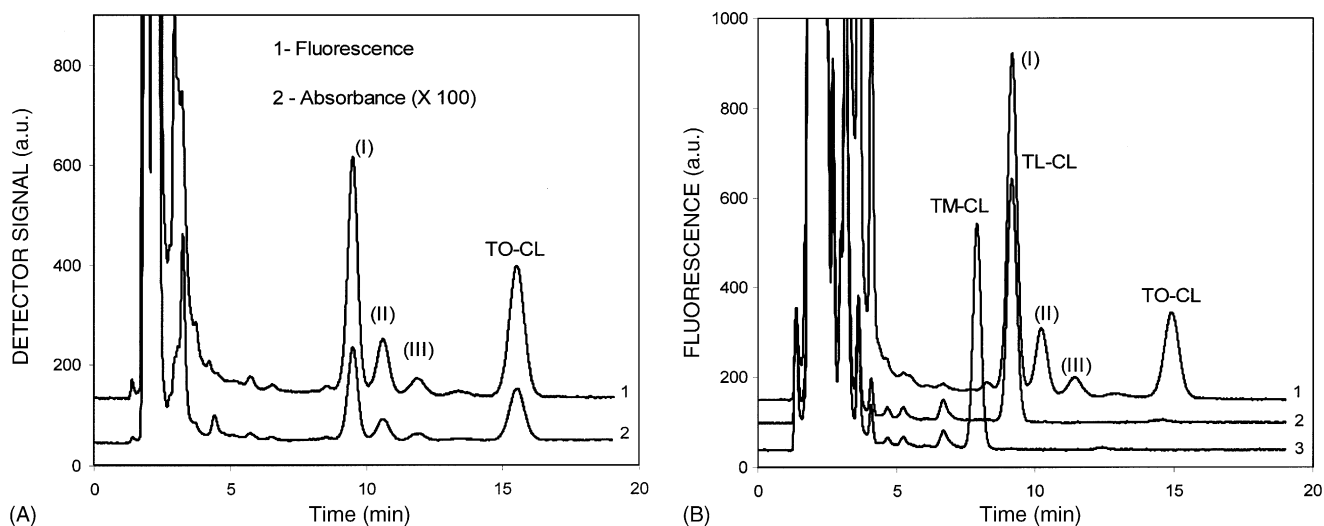 1- Fluorescence
2 - Absorbance (X 100)
DETECTOR SIGNAL (a.u.)
800
600
400
200
0
(I)
(II)
(III)
TO-CL
1
2
0 5 10 15 20
Time (min)
(A)
FLUORESCENCE (a.u.)
1000
800
600
400
200
0
(I)
TL-CL
TM-CL
(II)
(III)
TO-CL
1
2
3
0 5 10 15 20
Time (min)
(B)